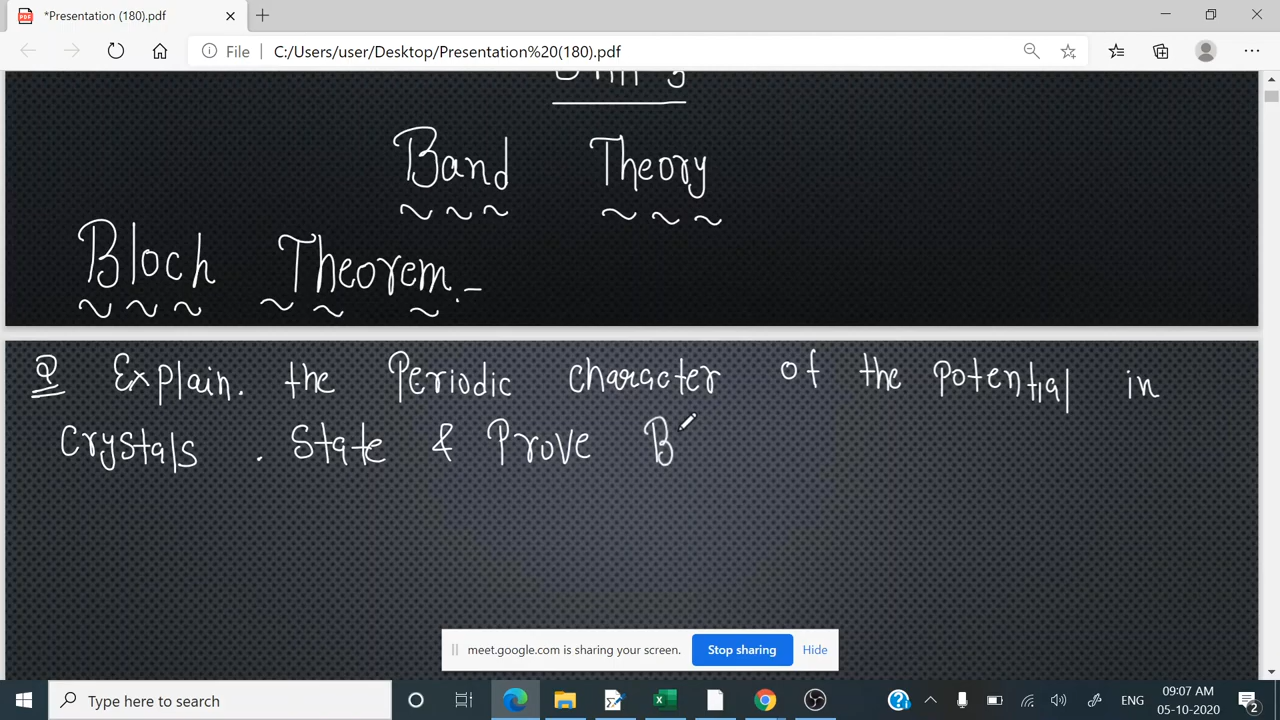 *Presentation (180).pdf
File C:/Users/user/Desktop/Presentation%20(180).pdf
Band Theory
Bloch Theorem :-
Q Explain. the Periodic character of the Potential in
Crystals . State & Prove B
meet.google.com is sharing your screen. Stop sharing Hide
Type here to search
ENG
09:07 AM
05-10-2020
2